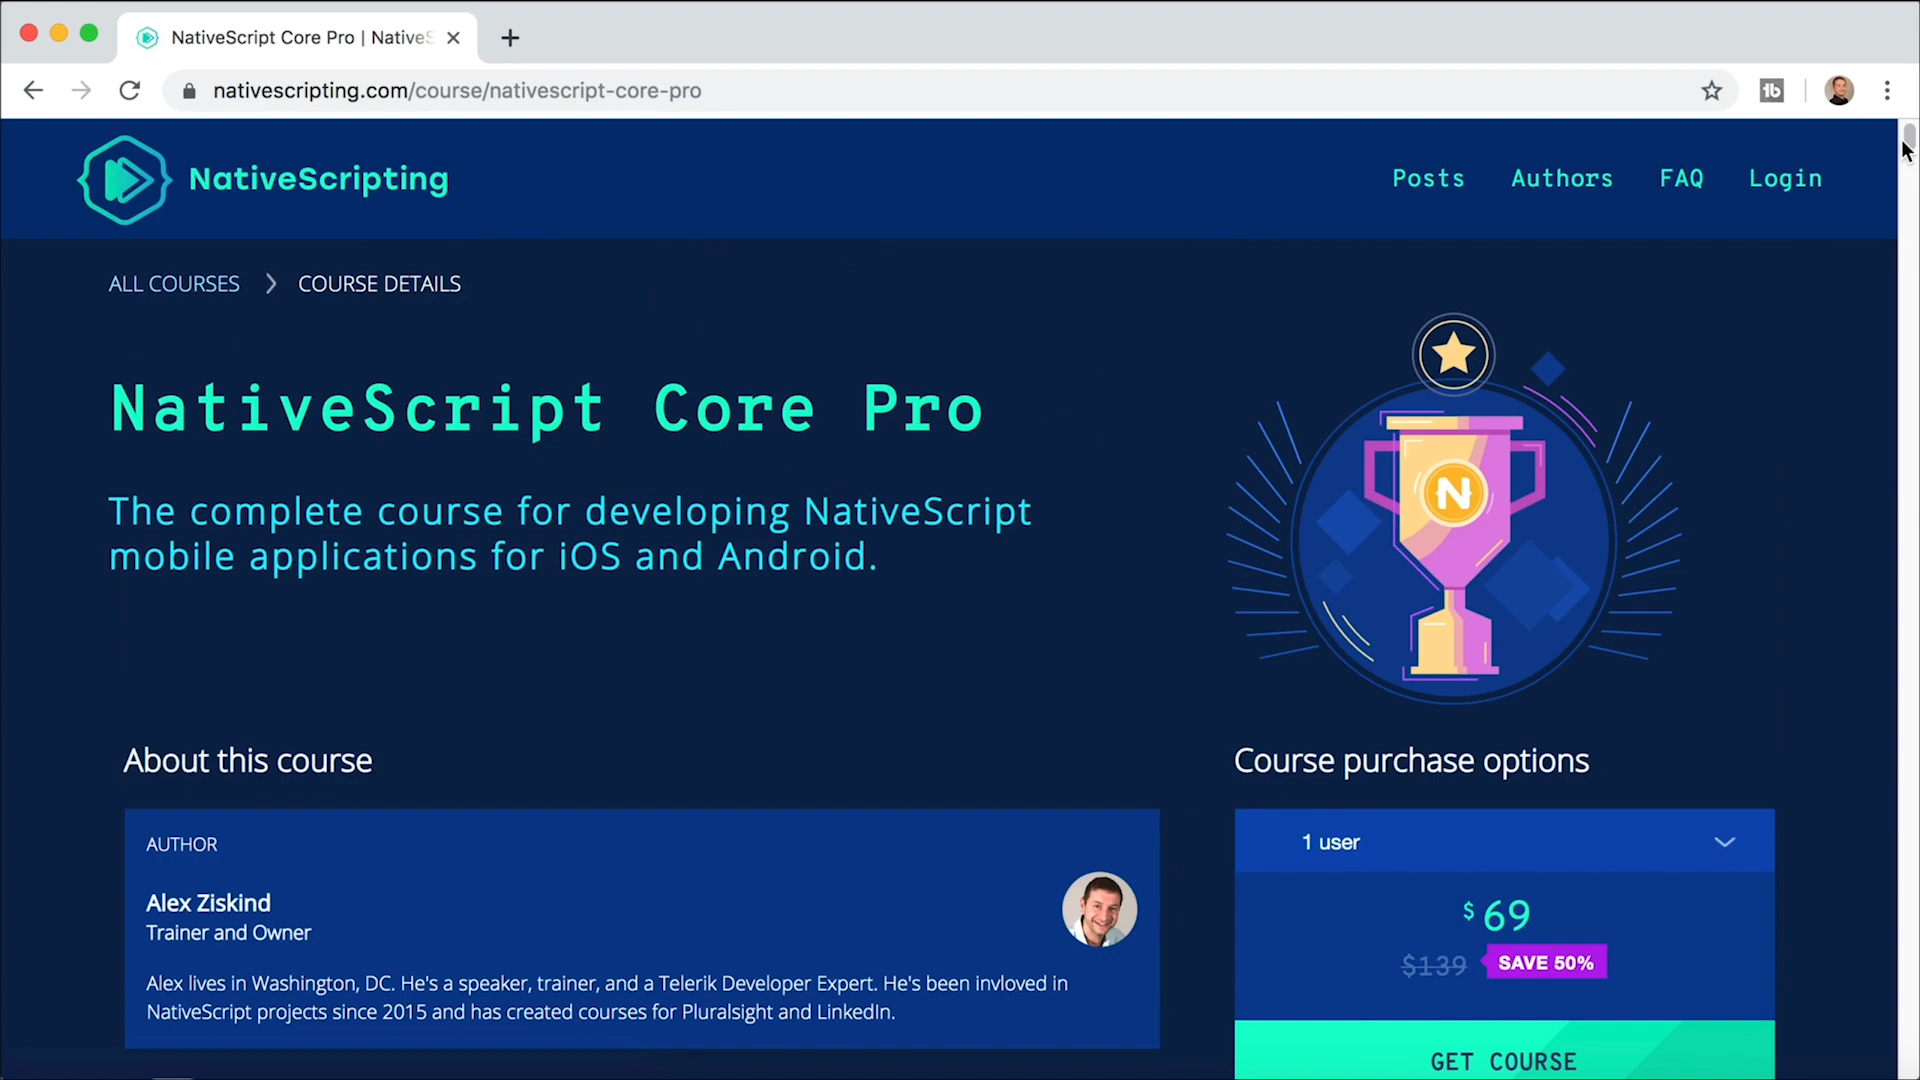 NativeScript Core Pro | NativeS
nativescripting.com/course/nativescript-core-pro
NativeScripting
Posts
Authors
FAQ
Login
ALL COURSES
COURSE DETAILS
NativeScript Core Pro
The complete course for developing NativeScript
mobile applications for iOS and Android.
N
About this course
AUTHOR
Alex Ziskind
Trainer and Owner
Alex lives in Washington, DC. He's a speaker, trainer, and a Telerik Developer Expert. He's been invloved in
NativeScript projects since 2015 and has created courses for Pluralsight and LinkedIn.
Course purchase options
1 user
$69
$139
SAVE 50%
GET COURSE